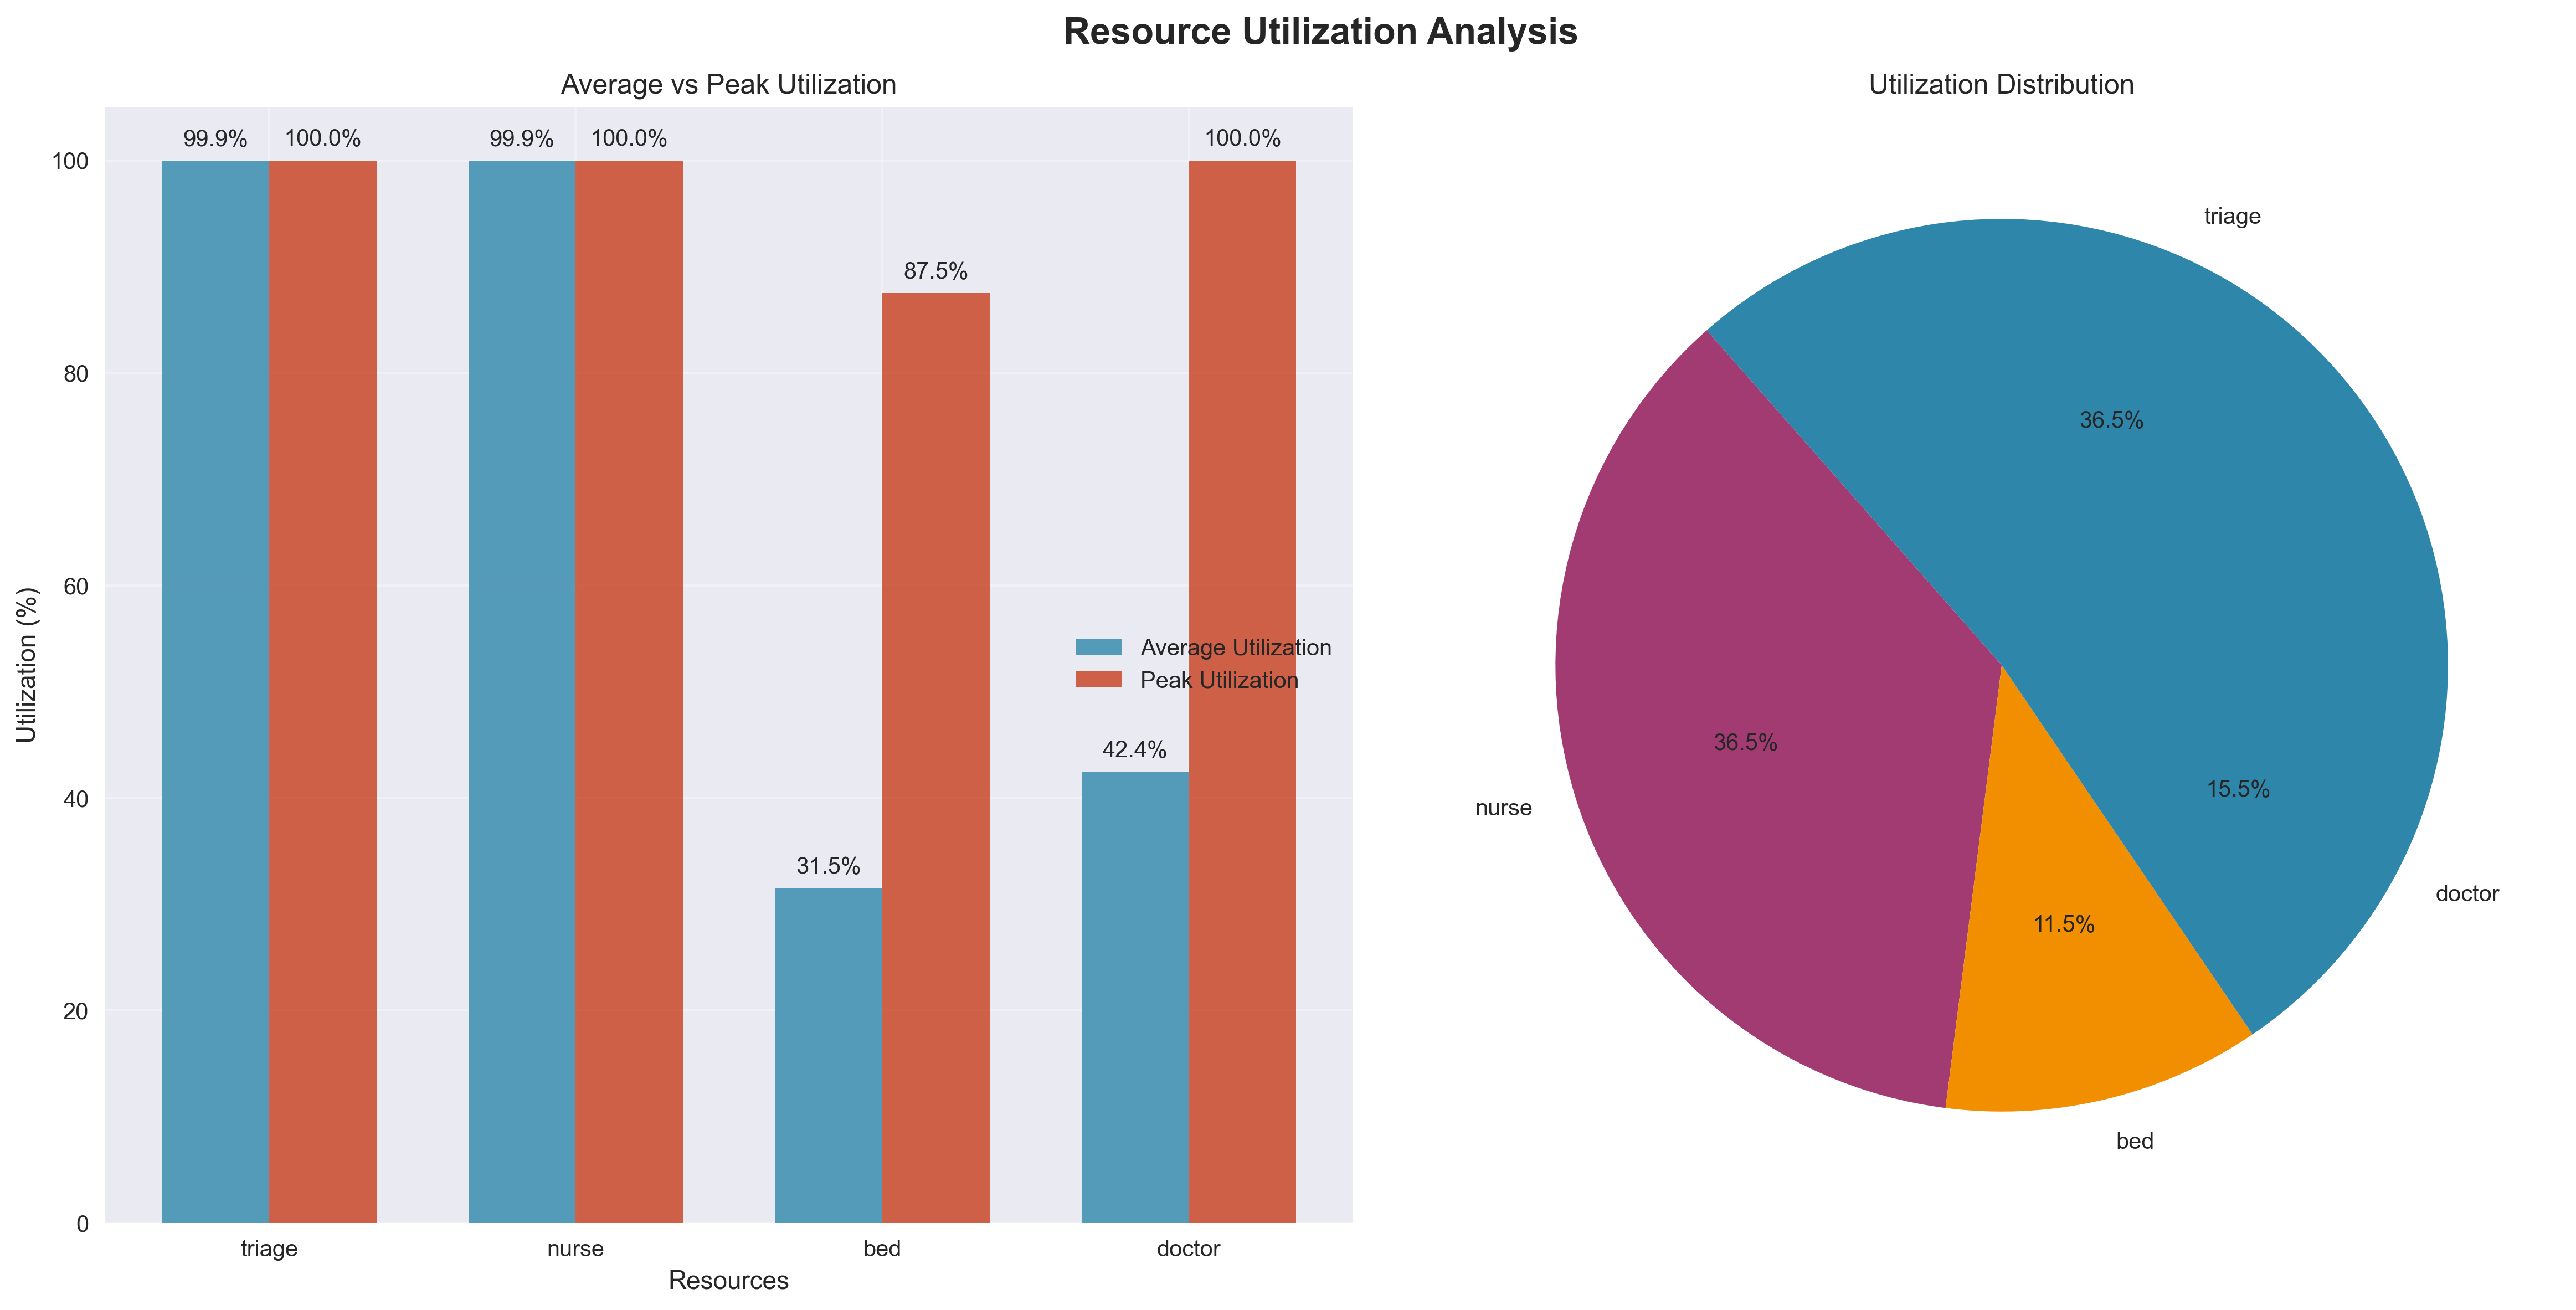 Resource Utilization Analysis
Average vs Peak Utilization
99.9% 100.0% 99.9% 100.0% 100.0%
100
87.5%
80
60
Utilization (%)
Average Utilization
Peak Utilization
42.4%
40
31.5%
20
0
triage nurse bed doctor
Resources
Utilization Distribution
triage
36.5%
36.5%
15.5%
nurse
doctor
11.5%
bed